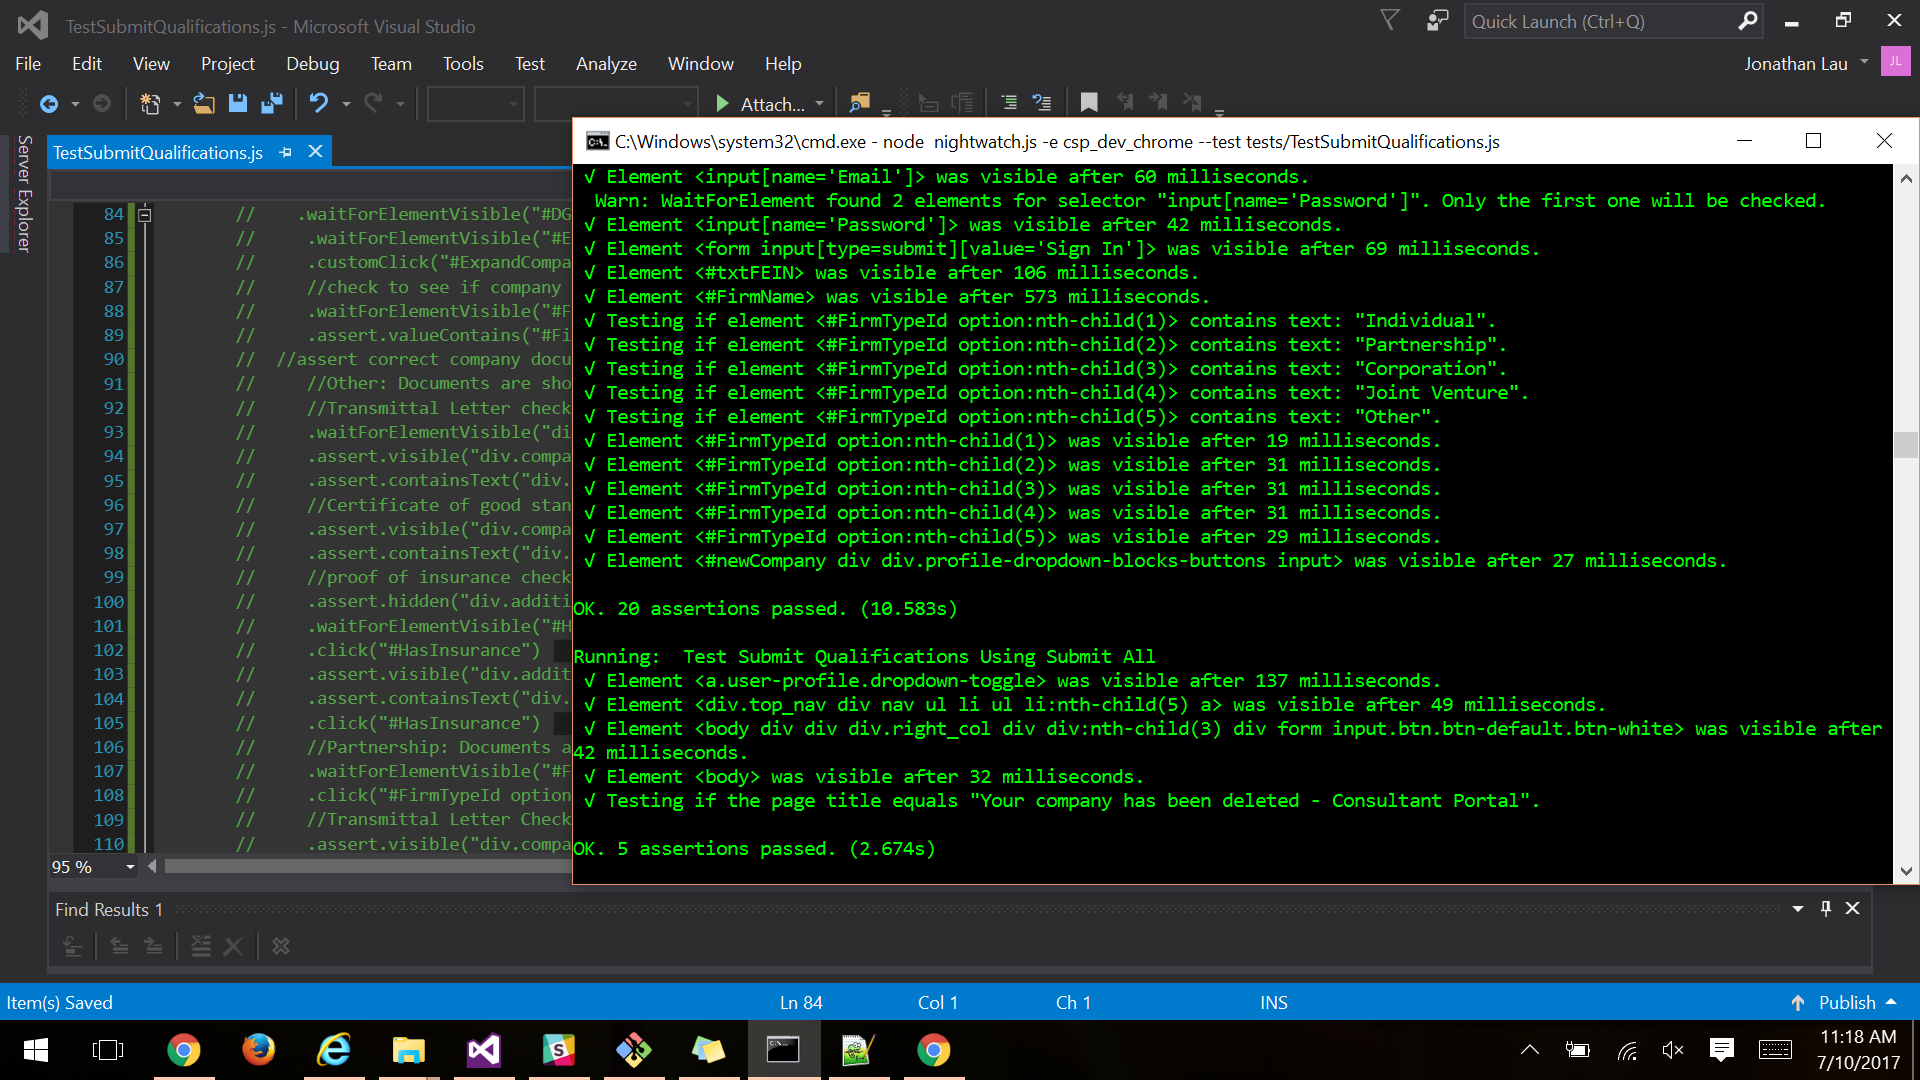 TestSubmitQualifications.js - Microsoft Visual Studio
Quick Launch (Ctrl+Q)
File Edit View Project Debug Team Tools Test Analyze Window Help
Jonathan Lau JL
Attach...
Server Explorer
TestSubmitQualifications.js
84 // .waitForElementVisible("#DG
85 // .waitForElementVisible("#E
86 // .customClick("#ExpandCompa
87 // //check to see if company
88 // .waitForElementVisible("#F
89 // .assert.valueContains("#Fi
90 // //assert correct company docu
91 // //Other: Documents are sho
92 // //Transmittal Letter check
93 // .waitForElementVisible("di
94 // .assert.visible("div.compa
95 // .assert.containsText("div.
96 // //Certificate of good stan
97 // .assert.visible("div.compa
98 // .assert.containsText("div.
99 // //proof of insurance check
100 // .assert.hidden("div.additi
101 // .waitForElementVisible("#H
102 // .click("#HasInsurance")
103 // .assert.visible("div.addit
104 // .assert.containsText("div.
105 // .click("#HasInsurance")
106 // //Partnership: Documents a
107 // .waitForElementVisible("#F
108 // .click("#FirmTypeId option
109 // //Transmittal Letter Check
110 // .assert.visible("div.compa
95 %
C:\Windows\system32\cmd.exe - node nightwatch.js -e csp_dev_chrome --test tests/TestSubmitQualifications.js
√ Element <input[name='Email']> was visible after 60 milliseconds.
Warn: WaitForElement found 2 elements for selector "input[name='Password']". Only the first one will be checked.
√ Element <input[name='Password']> was visible after 42 milliseconds.
√ Element <form input[type=submit][value='Sign In']> was visible after 69 milliseconds.
√ Element <#txtFEIN> was visible after 106 milliseconds.
√ Element <#FirmName> was visible after 573 milliseconds.
√ Testing if element <#FirmTypeId option:nth-child(1)> contains text: "Individual".
√ Testing if element <#FirmTypeId option:nth-child(2)> contains text: "Partnership".
√ Testing if element <#FirmTypeId option:nth-child(3)> contains text: "Corporation".
√ Testing if element <#FirmTypeId option:nth-child(4)> contains text: "Joint Venture".
√ Testing if element <#FirmTypeId option:nth-child(5)> contains text: "Other".
√ Element <#FirmTypeId option:nth-child(1)> was visible after 19 milliseconds.
√ Element <#FirmTypeId option:nth-child(2)> was visible after 31 milliseconds.
√ Element <#FirmTypeId option:nth-child(3)> was visible after 31 milliseconds.
√ Element <#FirmTypeId option:nth-child(4)> was visible after 31 milliseconds.
√ Element <#FirmTypeId option:nth-child(5)> was visible after 29 milliseconds.
√ Element <#newCompany div div.profile-dropdown-blocks-buttons input> was visible after 27 milliseconds.
OK. 20 assertions passed. (10.583s)
Running:  Test Submit Qualifications Using Submit All
√ Element <a.user-profile.dropdown-toggle> was visible after 137 milliseconds.
√ Element <div.top_nav div nav ul li ul li:nth-child(5) a> was visible after 49 milliseconds.
√ Element <body div div div.right_col div div:nth-child(3) div form input.btn.btn-default.btn-white> was visible after
42 milliseconds.
√ Element <body> was visible after 32 milliseconds.
√ Testing if the page title equals "Your company has been deleted - Consultant Portal".
OK. 5 assertions passed. (2.674s)
Find Results 1
Item(s) Saved Ln 84 Col 1 Ch 1 INS Publish
11:18 AM
7/10/2017